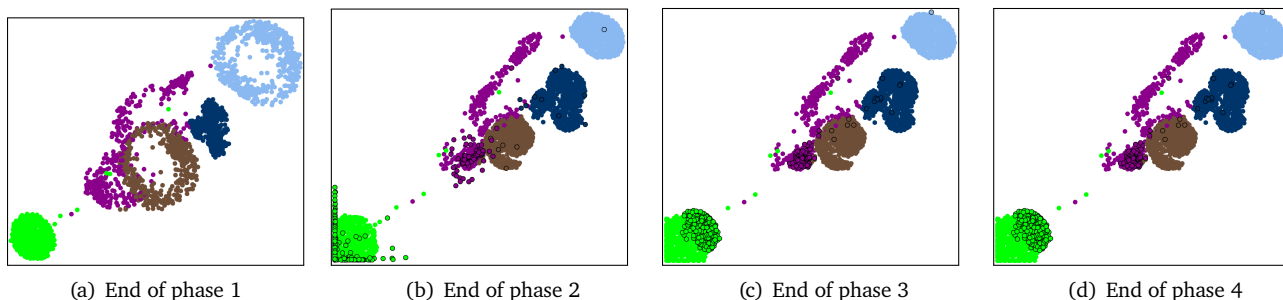 (a) End of phase 1
(b) End of phase 2
(c) End of phase 3
(d) End of phase 4